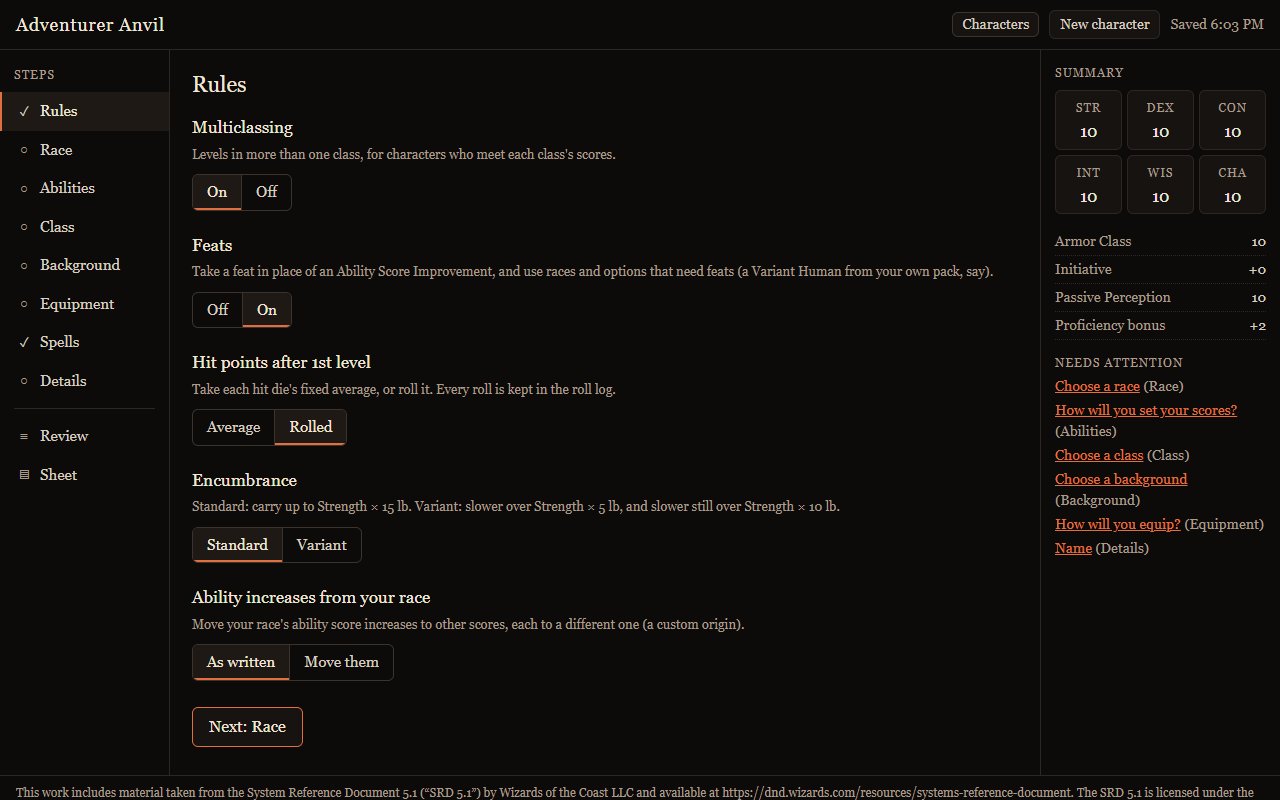 Adventurer Anvil
Characters
New character
Saved 6:03 PM
STEPS
✓ Rules
○ Race
○ Abilities
○ Class
○ Background
○ Equipment
✓ Spells
○ Details
≡ Review
▤ Sheet
Rules
Multiclassing
Levels in more than one class, for characters who meet each class's scores.
On Off
Feats
Take a feat in place of an Ability Score Improvement, and use races and options that need feats (a Variant Human from your own pack, say).
Off On
Hit points after 1st level
Take each hit die's fixed average, or roll it. Every roll is kept in the roll log.
Average Rolled
Encumbrance
Standard: carry up to Strength × 15 lb. Variant: slower over Strength × 5 lb, and slower still over Strength × 10 lb.
Standard Variant
Ability increases from your race
Move your race's ability score increases to other scores, each to a different one (a custom origin).
As written Move them
Next: Race
SUMMARY
STR DEX CON
10 10 10
INT WIS CHA
10 10 10
Armor Class 10
Initiative +0
Passive Perception 10
Proficiency bonus +2
NEEDS ATTENTION
Choose a race (Race)
How will you set your scores?
(Abilities)
Choose a class (Class)
Choose a background
(Background)
How will you equip? (Equipment)
Name (Details)
This work includes material taken from the System Reference Document 5.1 (“SRD 5.1”) by Wizards of the Coast LLC and available at https://dnd.wizards.com/resources/systems-reference-document. The SRD 5.1 is licensed under the